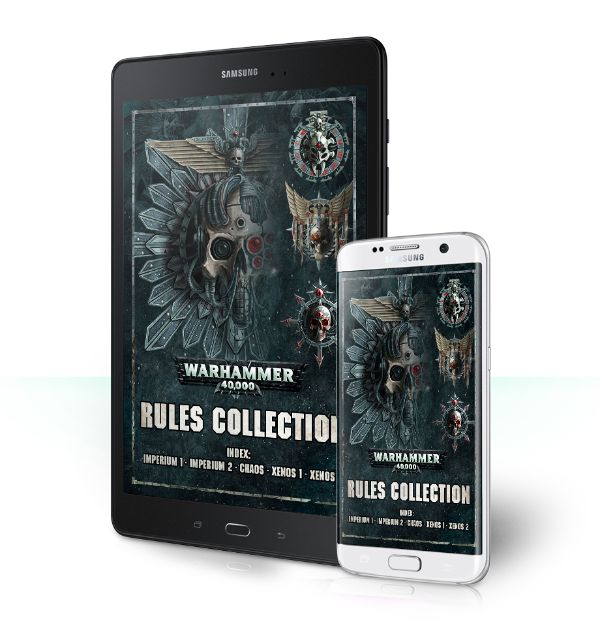 SAMSUNG
WARHAMMER
40,000
RULES COLLECTION
INDEX:
IMPERIUM 1 · IMPERIUM 2 · CHAOS · XENOS 1 · XENOS
SAMSUNG
WARHAMMER
40,000
RULES COLLECTION
INDEX:
IMPERIUM 1 · IMPERIUM 2 · CHAOS · XENOS 1 · XENOS 2